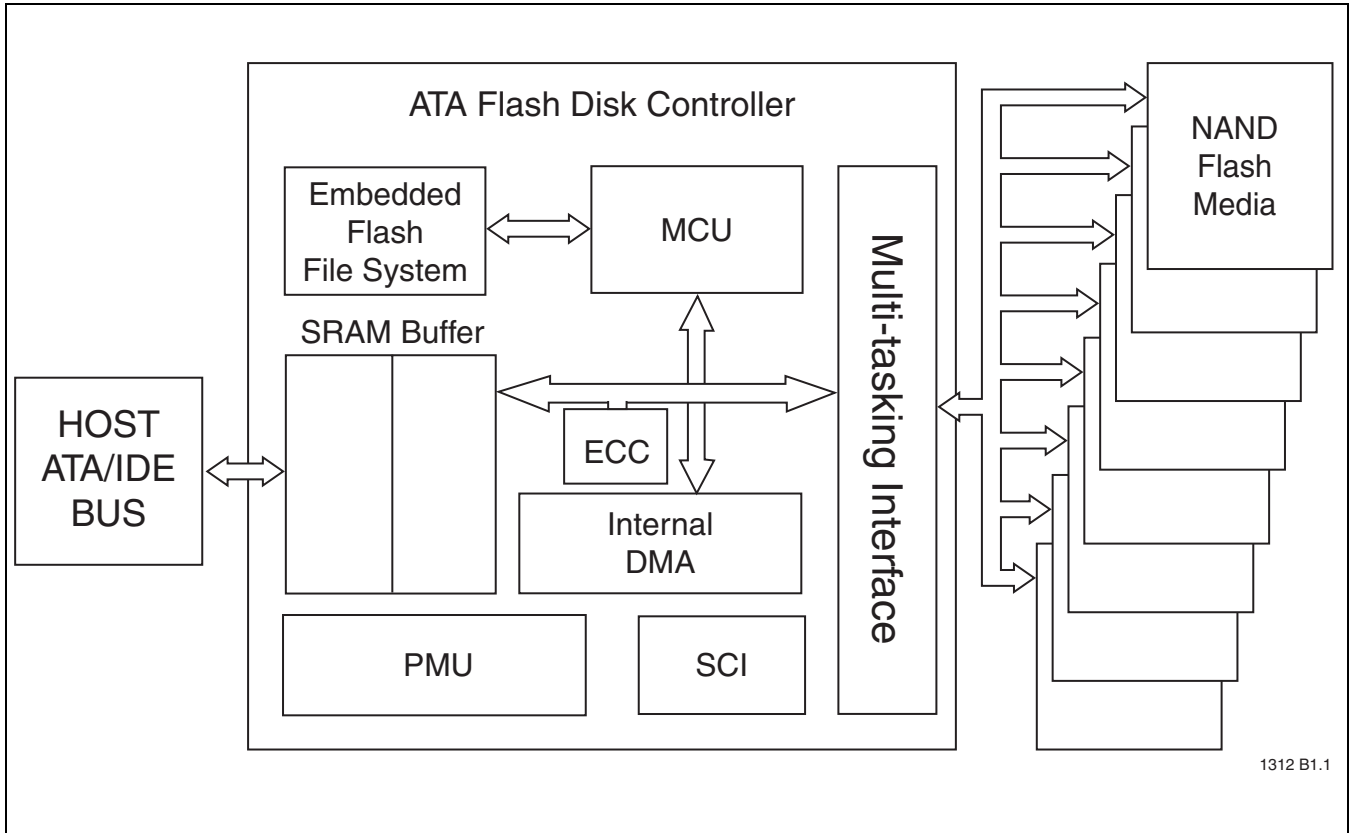 ATA Flash Disk Controller
Embedded
Flash
File System
MCU
SRAM Buffer
ECC
Internal
DMA
PMU
SCI
Multi-tasking Interface
HOST
ATA/IDE
BUS
NAND
Flash
Media
1312 B1.1